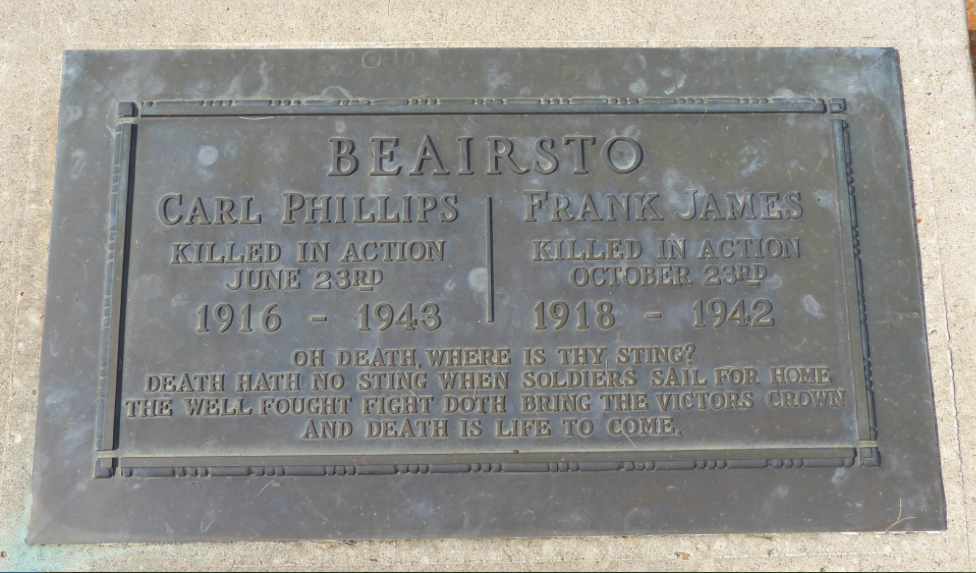 BEAIRSTO
CARL PHILLIPS
KILLED IN ACTION
JUNE 23RD
1916 - 1943
FRANK JAMES
KILLED IN ACTION
OCTOBER 23RD
1918 - 1942
OH DEATH, WHERE IS THY STING?
DEATH HATH NO STING WHEN SOLDIERS SAIL FOR HOME
THE WELL FOUGHT FIGHT DOTH BRING THE VICTORS CROWN
AND DEATH IS LIFE TO COME.